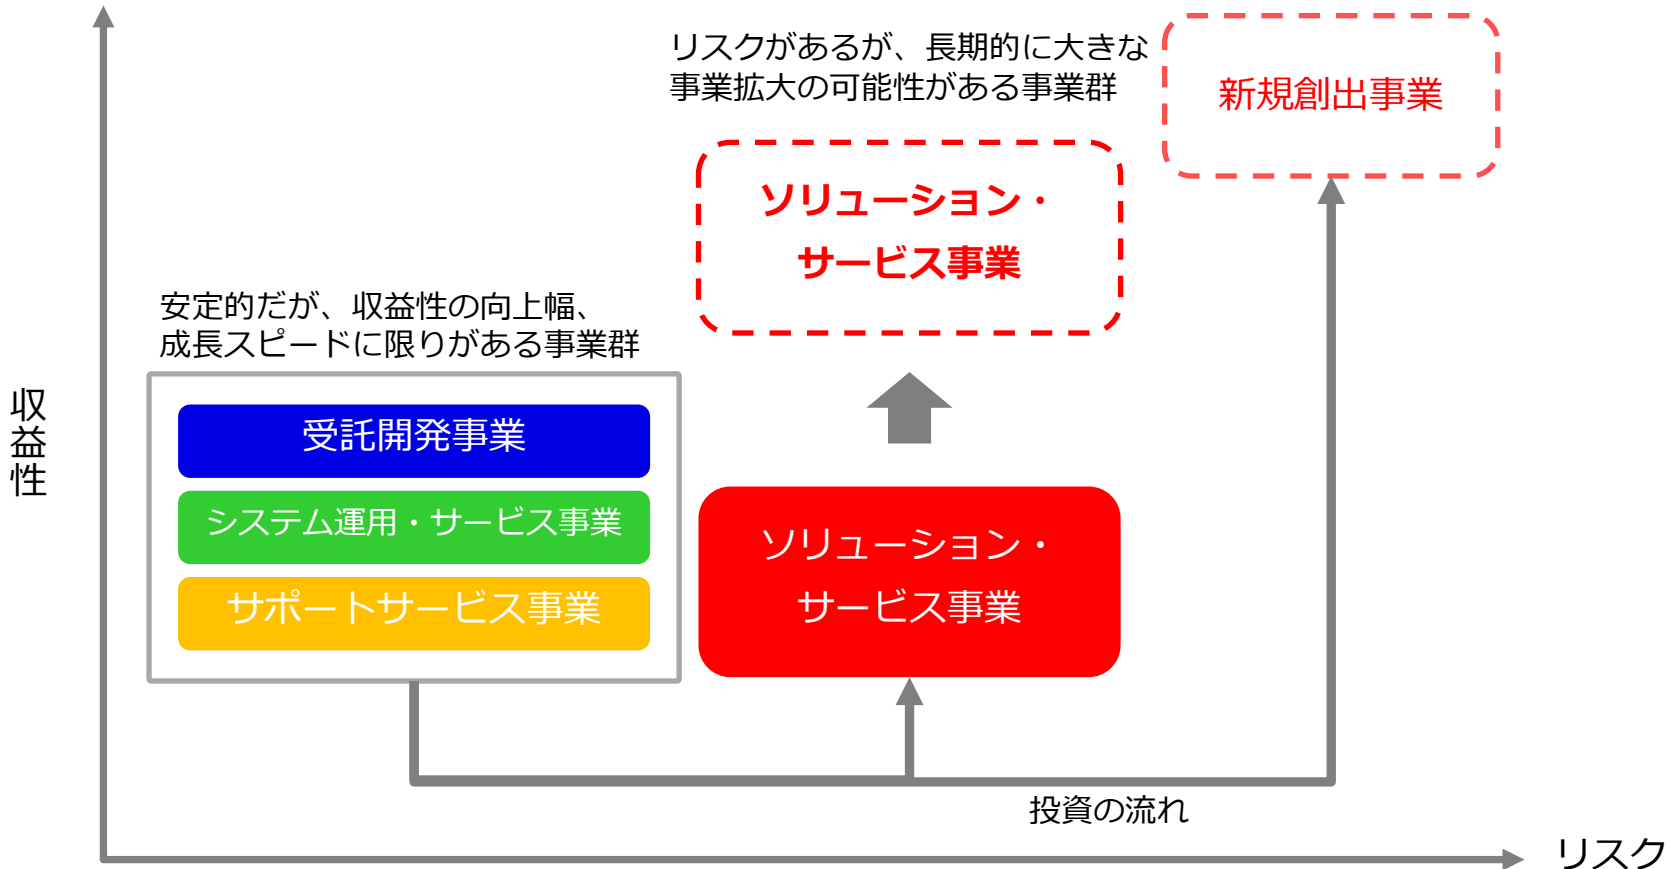 リスクがあるが、長期的に大きな
事業拡大の可能性がある事業群
新規創出事業
ソリューション・
サービス事業
安定的だが、収益性の向上幅、
成長スピードに限りがある事業群
収益性
受託開発事業
システム運用・サービス事業
サポートサービス事業
ソリューション・
サービス事業
投資の流れ
リスク